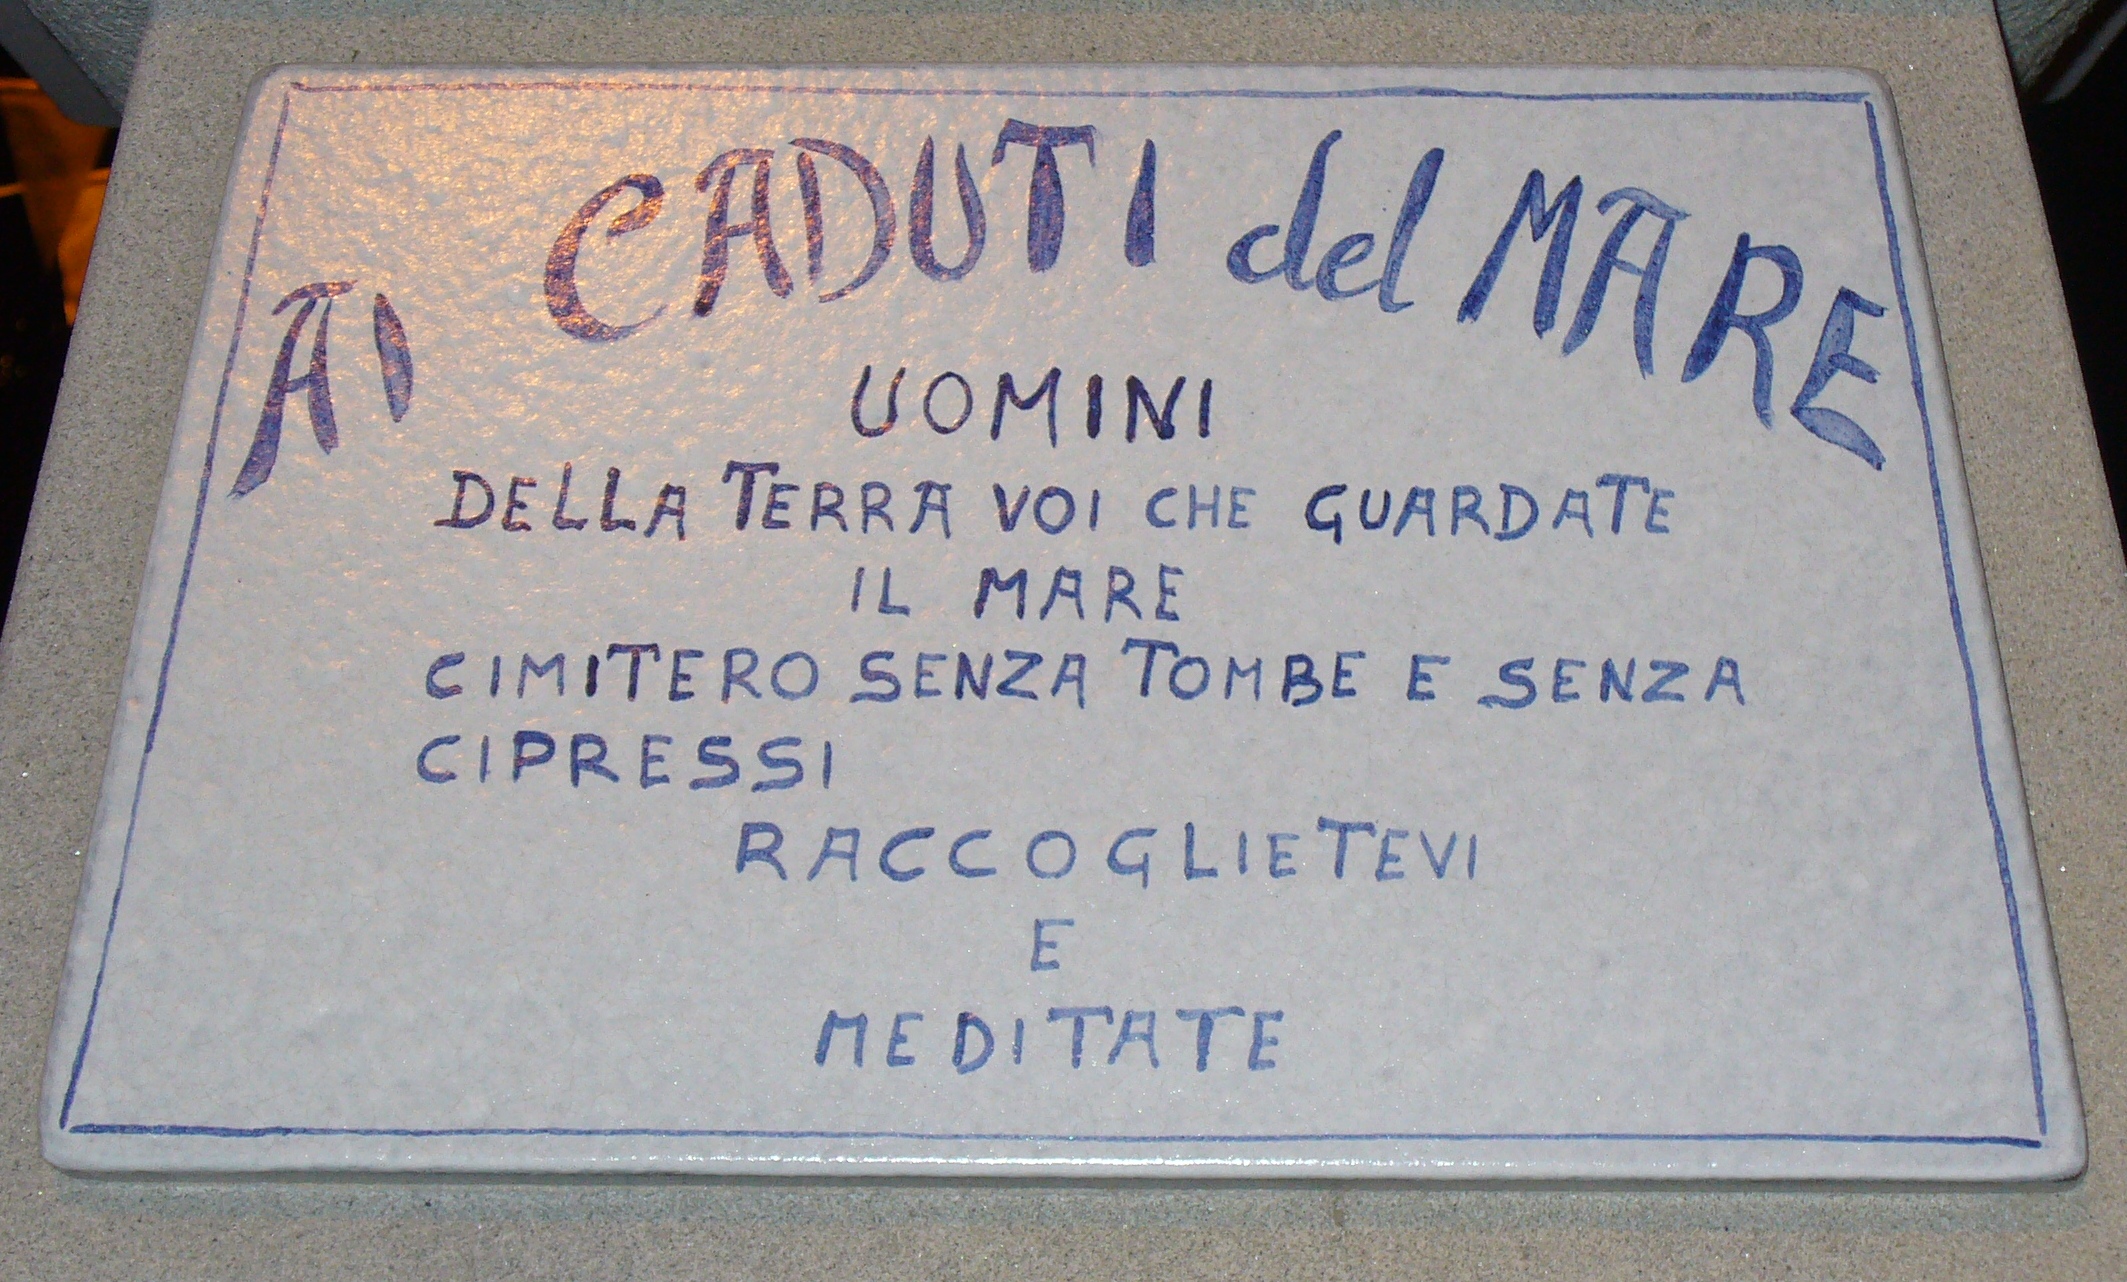 AI CADUTI del MARE
UOMINI
DELLA TERRA VOI CHE GUARDATE
IL MARE
CIMITERO SENZA TOMBE E SENZA
CIPRESSI
RACCOGLIETEVI
E
MEDITATE